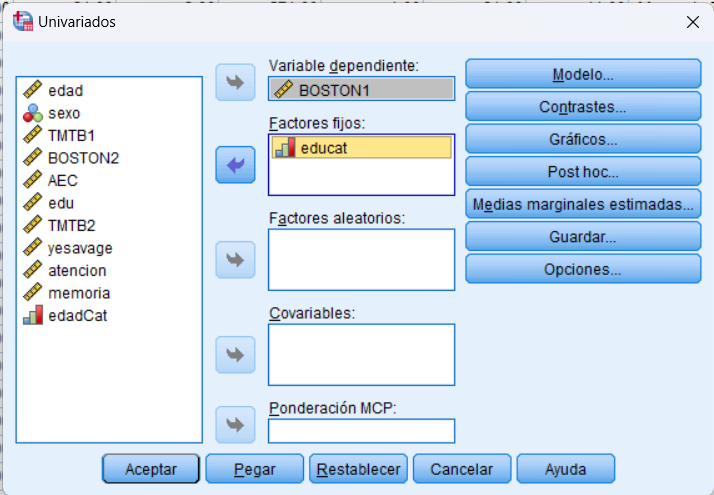 Univariados
edad
sexo
TMTB1
BOSTON2
AEC
edu
TMTB2
yesavage
atencion
memoria
edadCat
Variable dependiente:
BOSTON1
Factores fijos:
educat
Factores aleatorios:
Covariables:
Ponderación MCP:
Modelo...
Contrastes...
Gráficos...
Post hoc...
Medias marginales estimadas...
Guardar...
Opciones...
Aceptar
Pegar
Restablecer
Cancelar
Ayuda